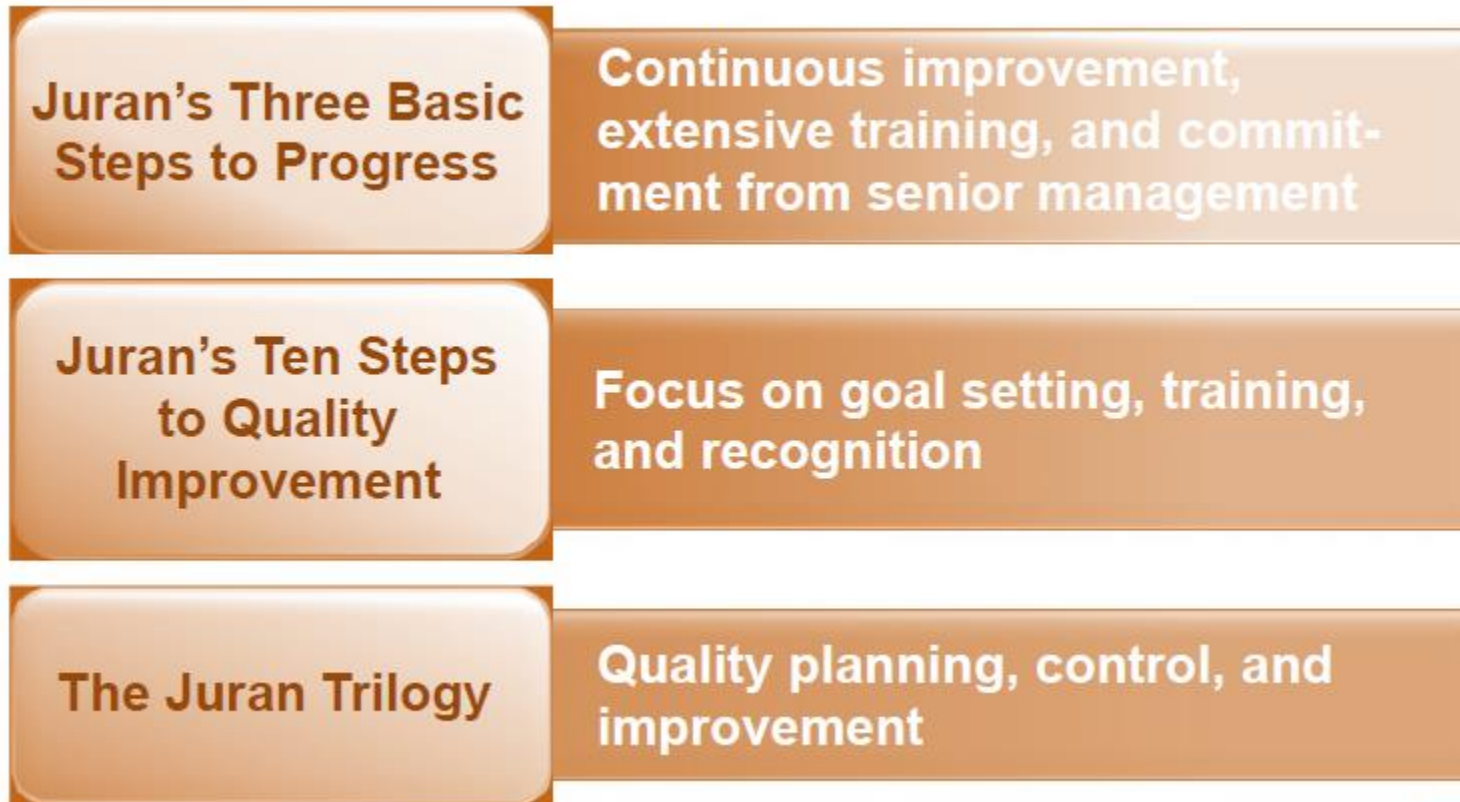 Juran’s Three Basic
Steps to Progress
Continuous improvement,
extensive training, and commit-
ment from senior management
Juran’s Ten Steps
to Quality
Improvement
Focus on goal setting, training,
and recognition
The Juran Trilogy
Quality planning, control, and
improvement